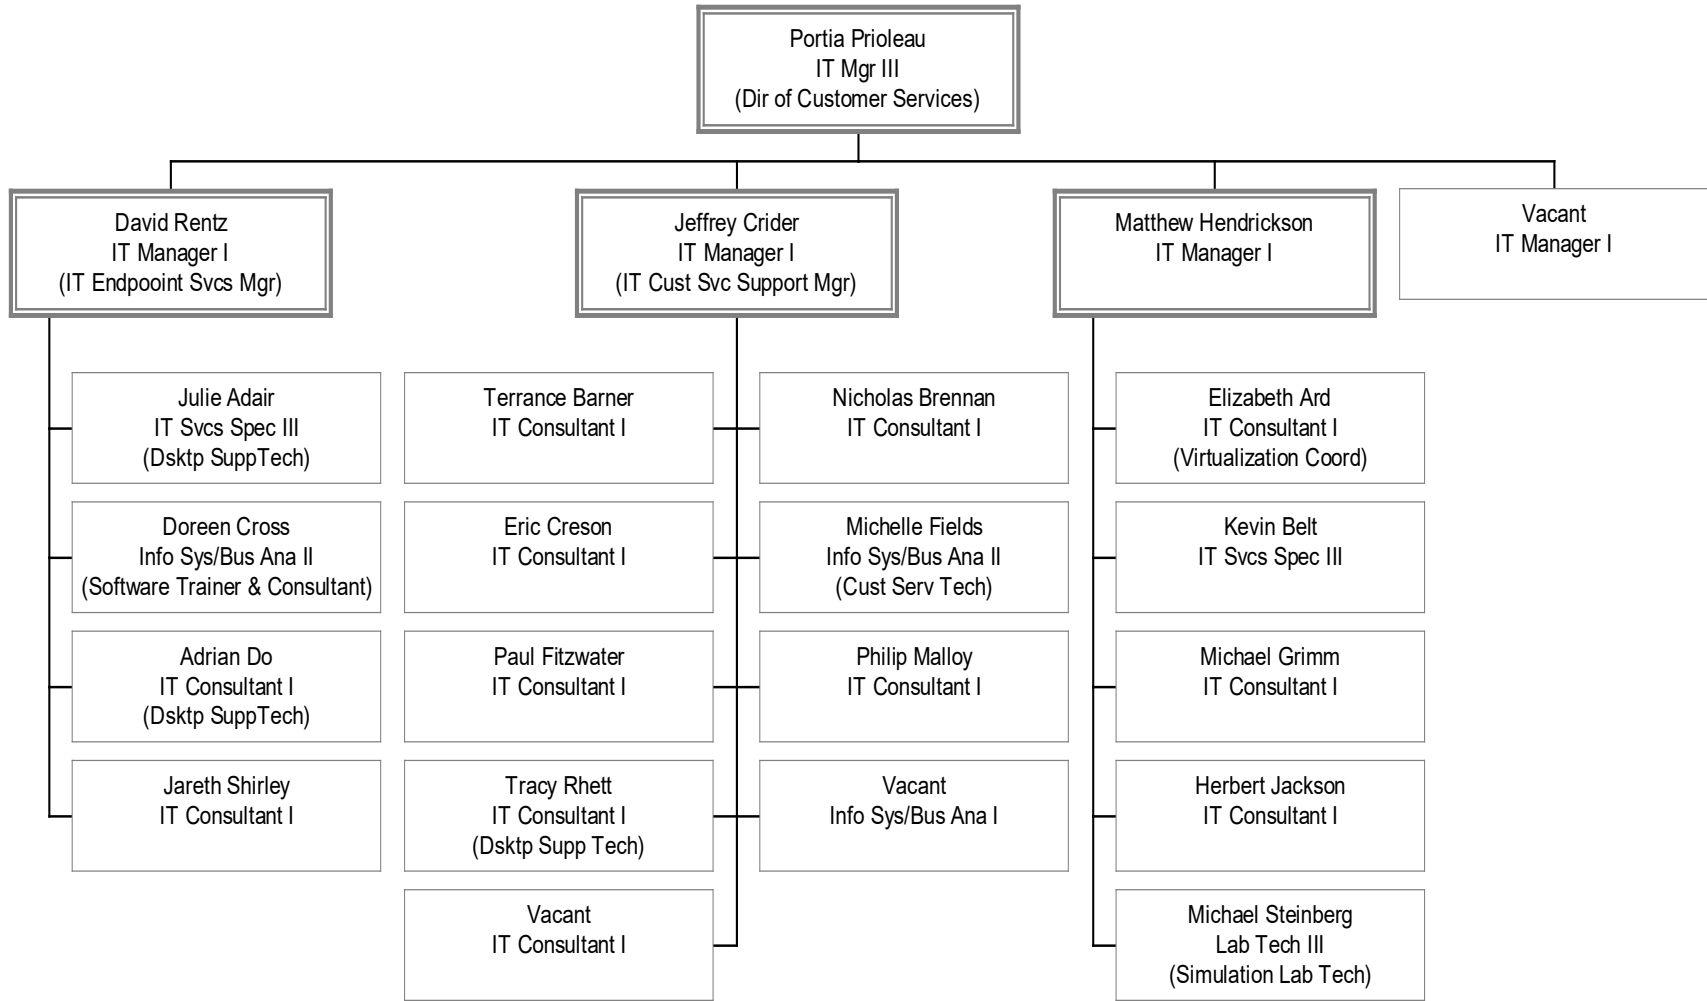 Portia Prioleau
IT Mgr III
(Dir of Customer Services)
David Rentz
IT Manager I
(IT Endpooint Svcs Mgr)
Jeffrey Crider
IT Manager I
(IT Cust Svc Support Mgr)
Matthew Hendrickson
IT Manager I
Vacant
IT Manager I
Julie Adair
IT Svcs Spec III
(Dsktp SuppTech)
Terrance Barner
IT Consultant I
Nicholas Brennan
IT Consultant I
Elizabeth Ard
IT Consultant I
(Virtualization Coord)
Doreen Cross
Info Sys/Bus Ana II
(Software Trainer & Consultant)
Eric Creson
IT Consultant I
Michelle Fields
Info Sys/Bus Ana II
(Cust Serv Tech)
Kevin Belt
IT Svcs Spec III
Adrian Do
IT Consultant I
(Dsktp SuppTech)
Paul Fitzwater
IT Consultant I
Philip Malloy
IT Consultant I
Michael Grimm
IT Consultant I
Jareth Shirley
IT Consultant I
Tracy Rhett
IT Consultant I
(Dsktp Supp Tech)
Vacant
Info Sys/Bus Ana I
Herbert Jackson
IT Consultant I
Vacant
IT Consultant I
Michael Steinberg
Lab Tech III
(Simulation Lab Tech)